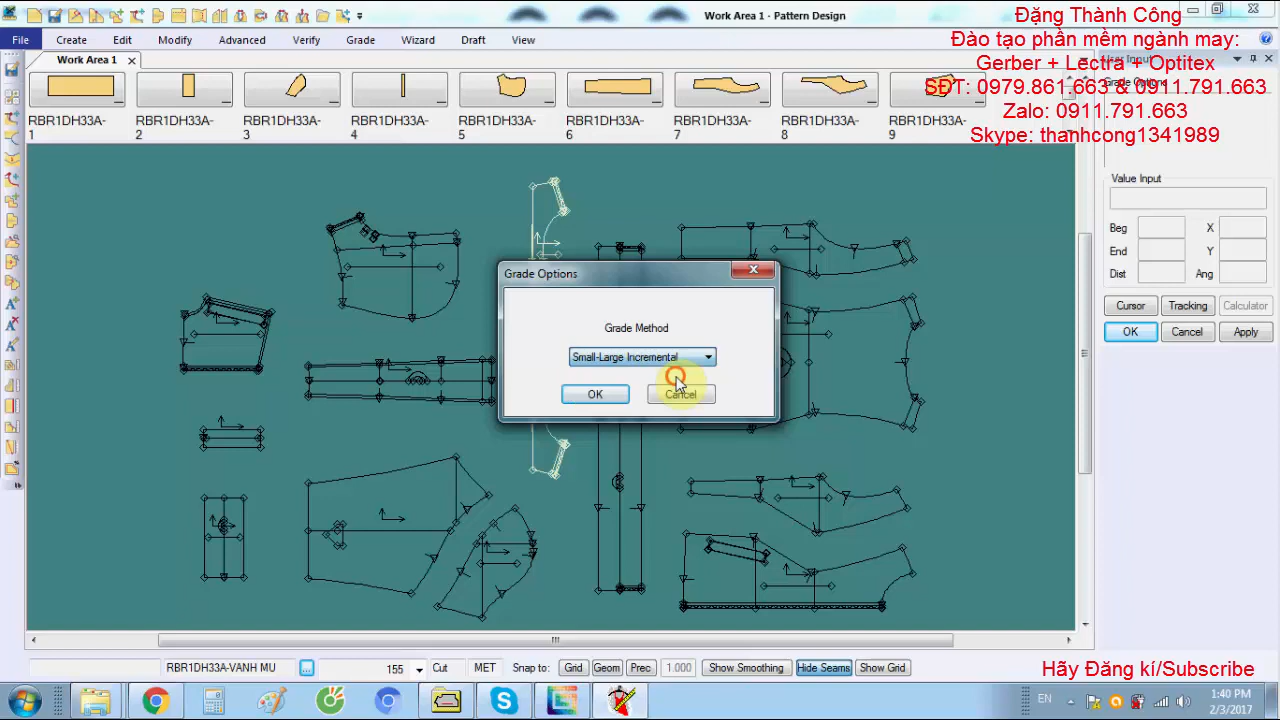 Work Area 1 - Pattern Design
Đặng Thành Công
Đào tạo phần mềm ngành may:
Gerber + Lectra + Optitex
SĐT: 0979.861.663 & 0911.791.663
Zalo: 0911.791.663
Skype: thanhcong1341989
File Create Edit Modify Advanced Verify Grade Wizard Draft View
Work Area 1
User Input
Grade Options
RBR1DH33A-1
RBR1DH33A-2
RBR1DH33A-3
RBR1DH33A-4
RBR1DH33A-5
RBR1DH33A-6
RBR1DH33A-7
RBR1DH33A-8
RBR1DH33A-9
Value Input
Beg X
End Y
Dist Ang
Cursor Tracking Calculator
OK Cancel Apply
Grade Options
Grade Method
Small-Large Incremental
OK Cancel
RBR1DH33A-VANH MU ... 155 Cut MET Snap to: Grid Geom Prec 1.000 Show Smoothing Hide Seams Show Grid
Hãy Đăng kí/Subscribe
EN
1:40 PM
2/3/2017